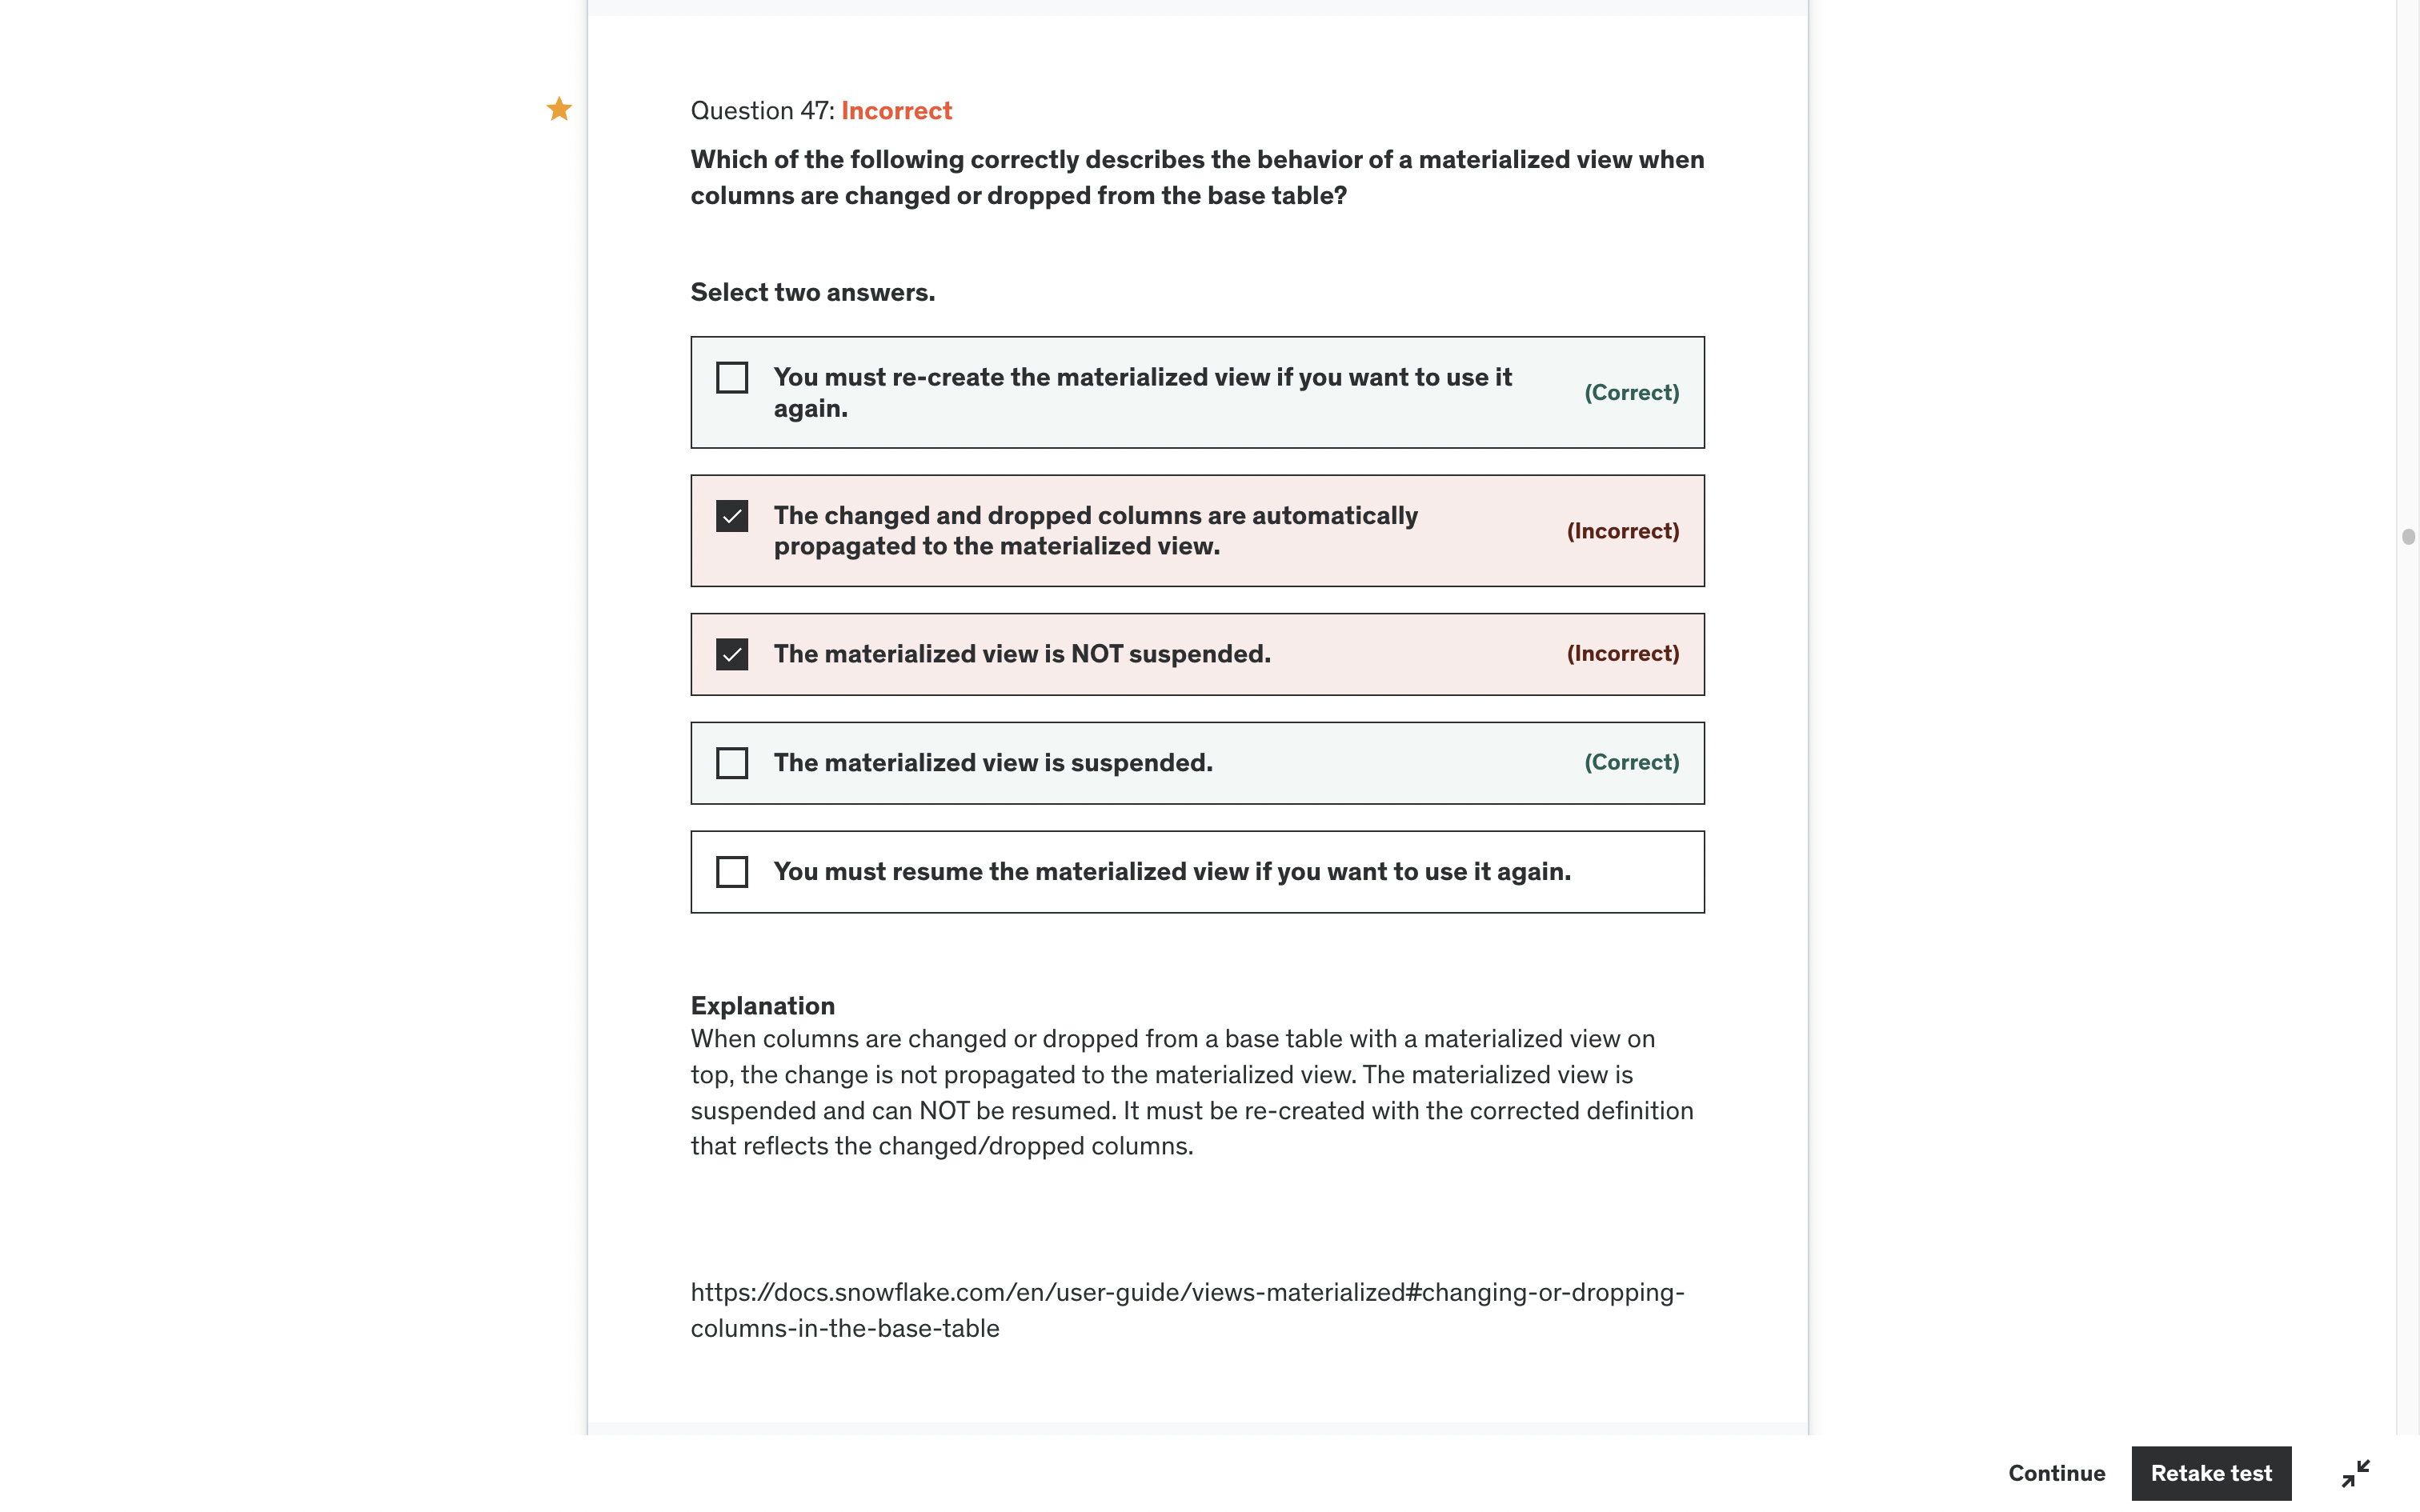 Question 47: Incorrect
Which of the following correctly describes the behavior of a materialized view when
columns are changed or dropped from the base table?
Select two answers.
You must re-create the materialized view if you want to use it
again.
(Correct)
The changed and dropped columns are automatically
propagated to the materialized view.
(Incorrect)
The materialized view is NOT suspended.
(Incorrect)
The materialized view is suspended.
(Correct)
You must resume the materialized view if you want to use it again.
Explanation
When columns are changed or dropped from a base table with a materialized view on
top, the change is not propagated to the materialized view. The materialized view is
suspended and can NOT be resumed. It must be re-created with the corrected definition
that reflects the changed/dropped columns.
https://docs.snowflake.com/en/user-guide/views-materialized#changing-or-dropping-
columns-in-the-base-table
Continue
Retake test